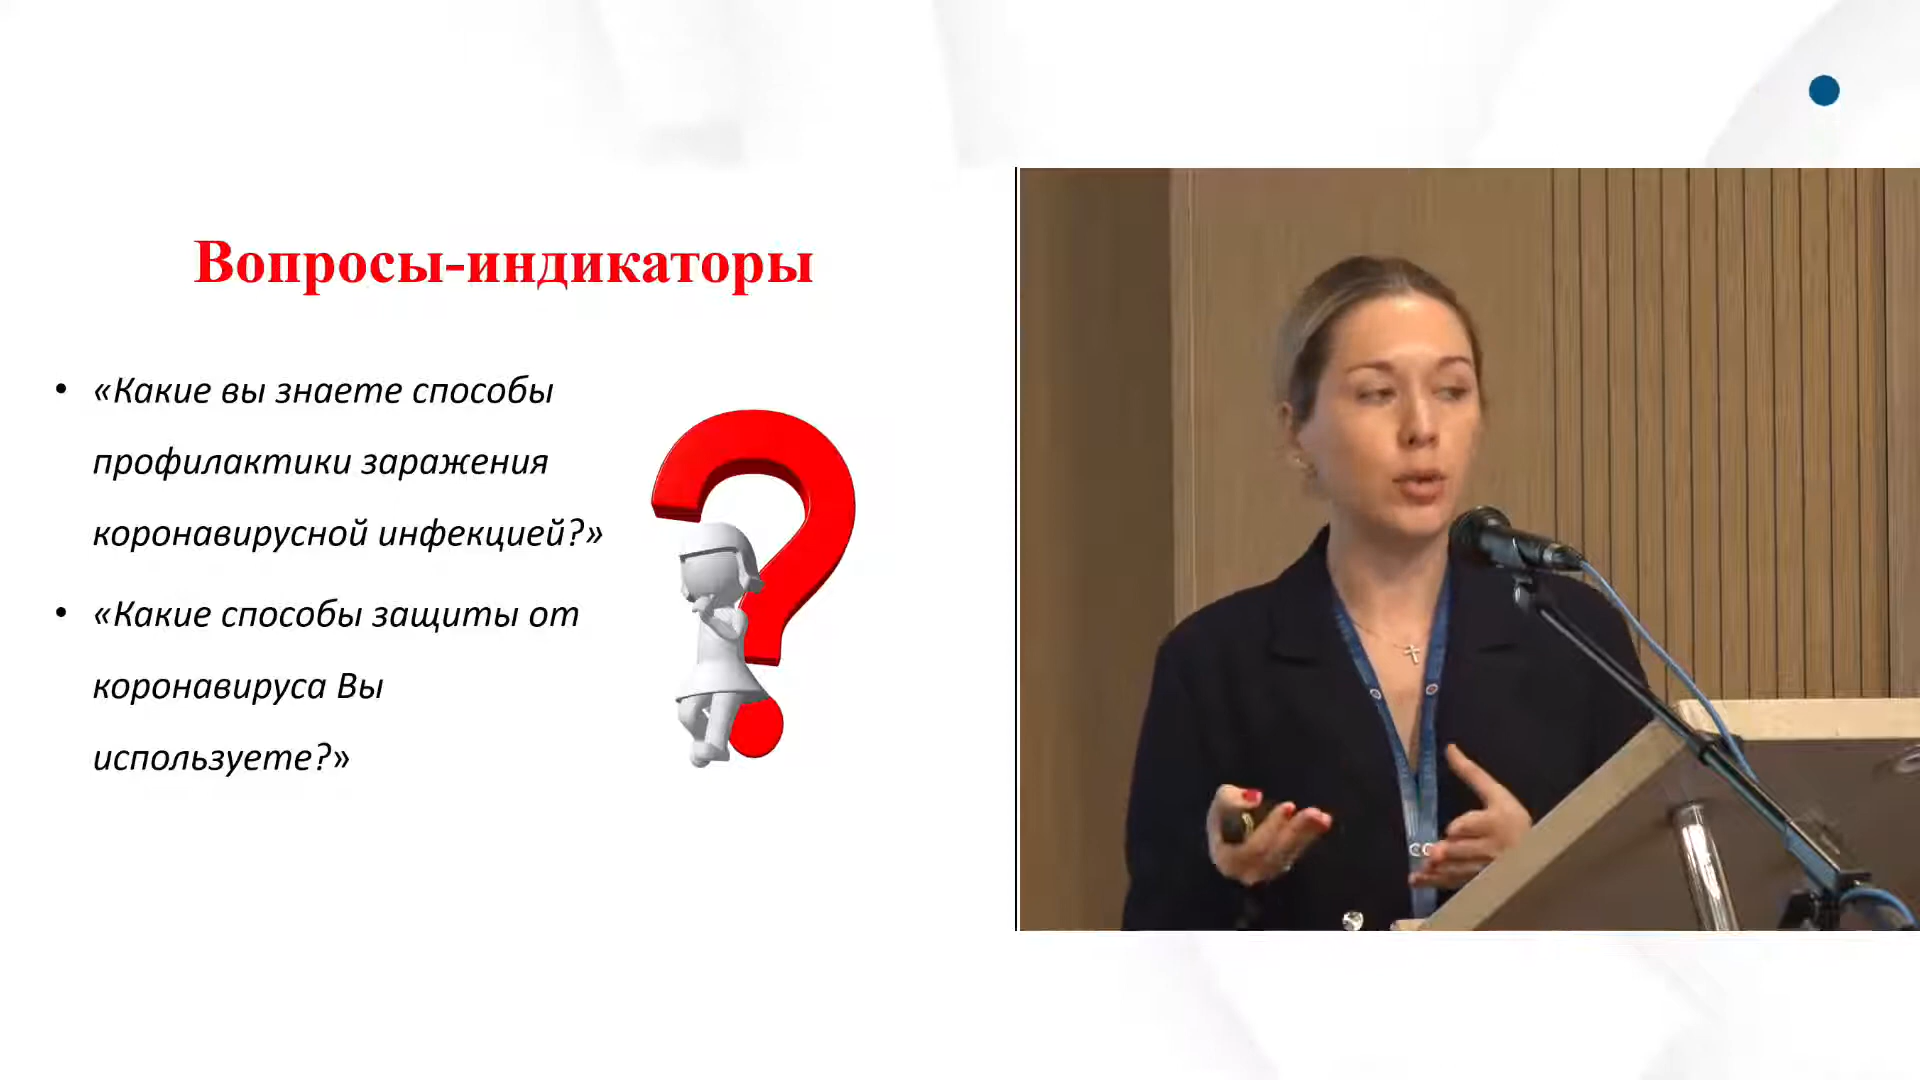 Вопросы-индикаторы
• «Какие вы знаете способы
профилактики заражения
коронавирусной инфекцией?»
• «Какие способы защиты от
коронавируса Вы
используете?»